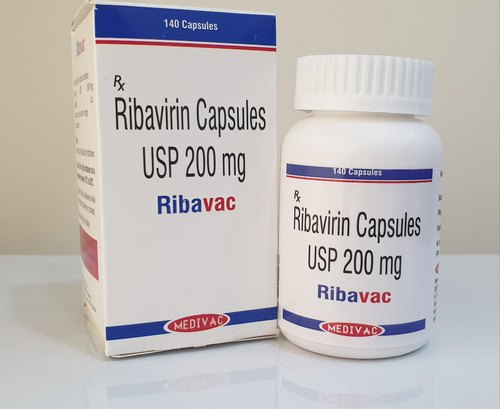 140 Capsules
Rx
Ribavirin Capsules
USP 200 mg
Ribavac
MEDIVAC
140 Capsules
Rx
Ribavirin Capsules
USP 200 mg
Ribavac
MEDIVAC